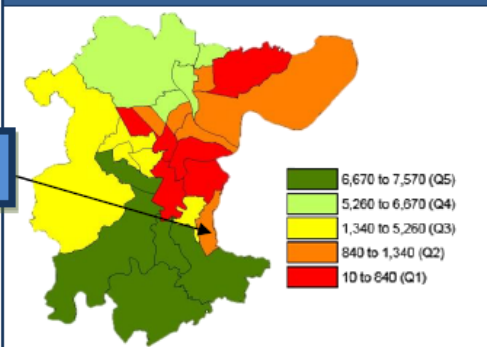 6,670 to 7,570 (Q5)
5,260 to 6,670 (Q4)
1,340 to 5,260 (Q3)
840 to 1,340 (Q2)
10 to 840 (Q1)